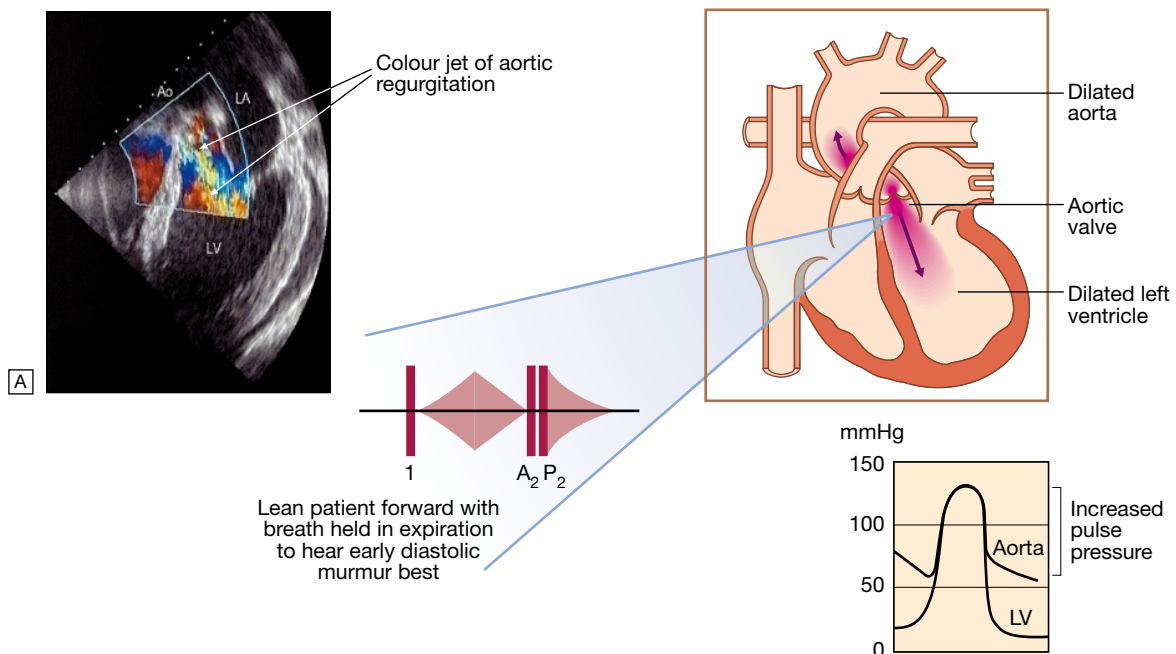 Colour jet of aortic
regurgitation
Ao
LA
LV
A
Dilated
aorta
Aortic
valve
Dilated left
ventricle
1
A₂ P₂
Lean patient forward with
breath held in expiration
to hear early diastolic
murmur best
mmHg
150
100
50
0
Aorta
LV
Increased
pulse
pressure